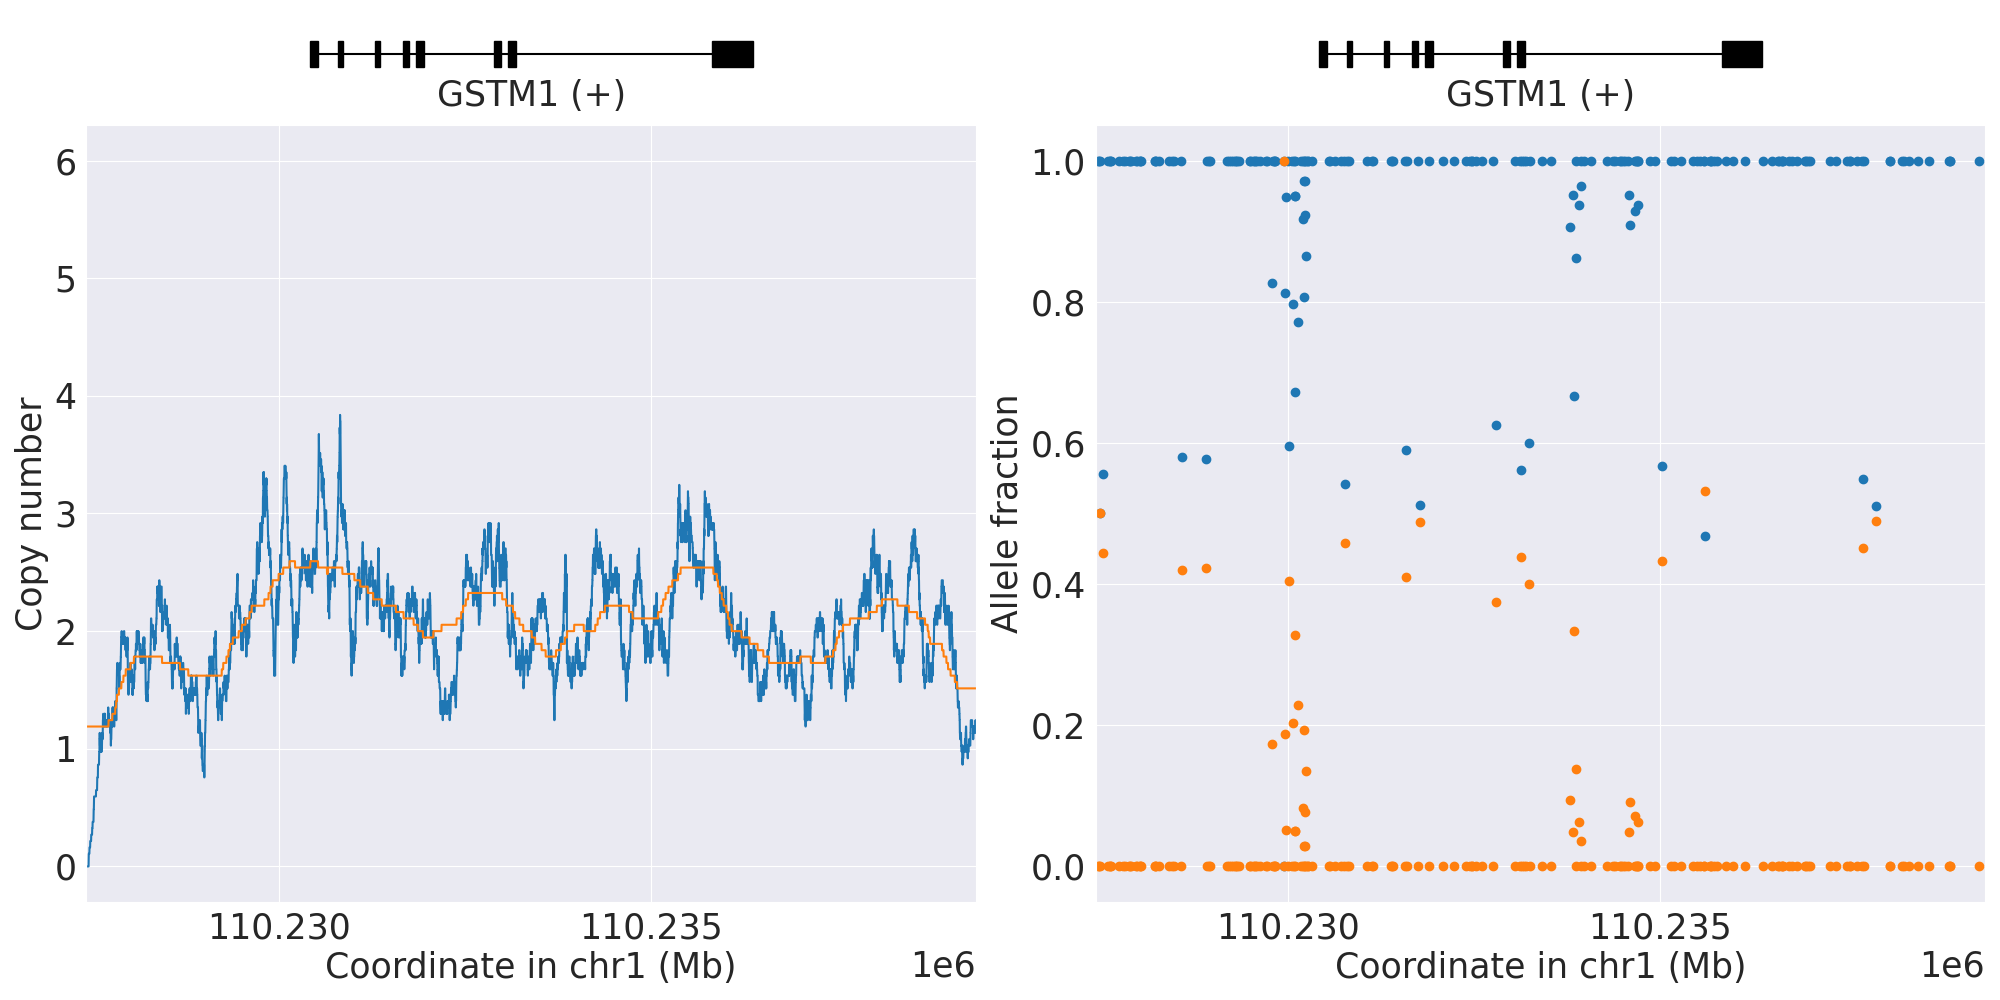 GSTM1 (+)
6
5
4
3
2
1
0
Copy number
110.230
110.235
Coordinate in chr1 (Mb)
1e6
GSTM1 (+)
1.0
0.8
0.6
0.4
0.2
0.0
Allele fraction
110.230
110.235
Coordinate in chr1 (Mb)
1e6